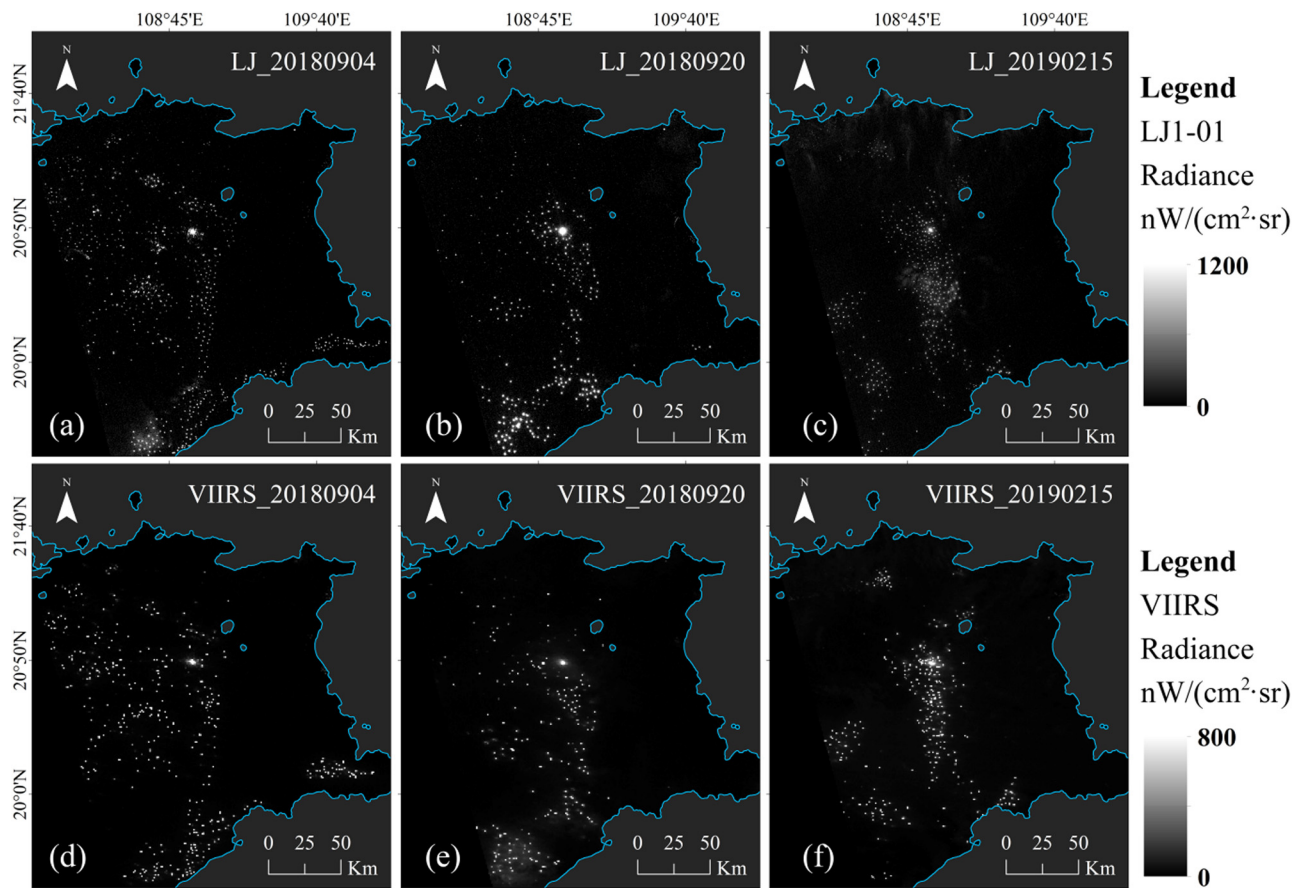 108°45'E 109°40'E 108°45'E 109°40'E 108°45'E 109°40'E
N LJ_20180904
N LJ_20180920
N LJ_20190215
21°40'N
20°50'N
20°0'N
(a) 0 25 50
Km
(b) 0 25 50
Km
(c) 0 25 50
Km
Legend
LJ1-01
Radiance
nW/(cm²·sr)
1200
0
N VIIRS_20180904
N VIIRS_20180920
N VIIRS_20190215
21°40'N
20°50'N
20°0'N
(d) 0 25 50
Km
(e) 0 25 50
Km
(f) 0 25 50
Km
Legend
VIIRS
Radiance
nW/(cm²·sr)
800
0